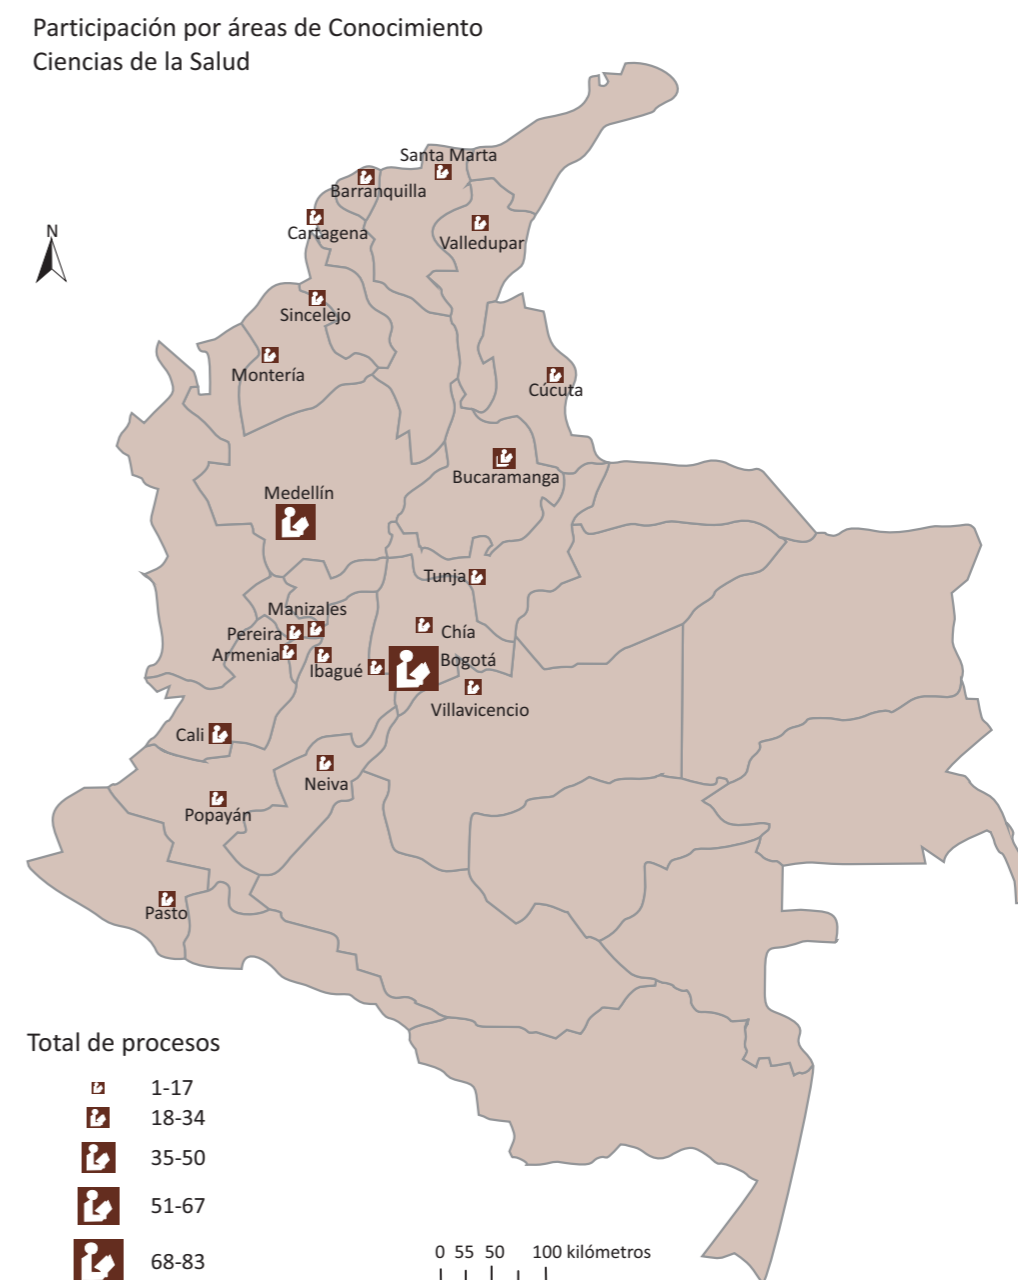 Participación por áreas de Conocimiento
Ciencias de la Salud
Santa Marta
Barranquilla
N
Cartagena
Valledupar
Sincelejo
Montería
Cúcuta
Bucaramanga
Medellín
Tunja
Manizales
Chía
Pereira
Armenia
Bogotá
Ibagué
Villavicencio
Cali
Neiva
Popayán
Pasto
Total de procesos
1-17
18-34
35-50
51-67
68-83
0 55 50 100 kilómetros